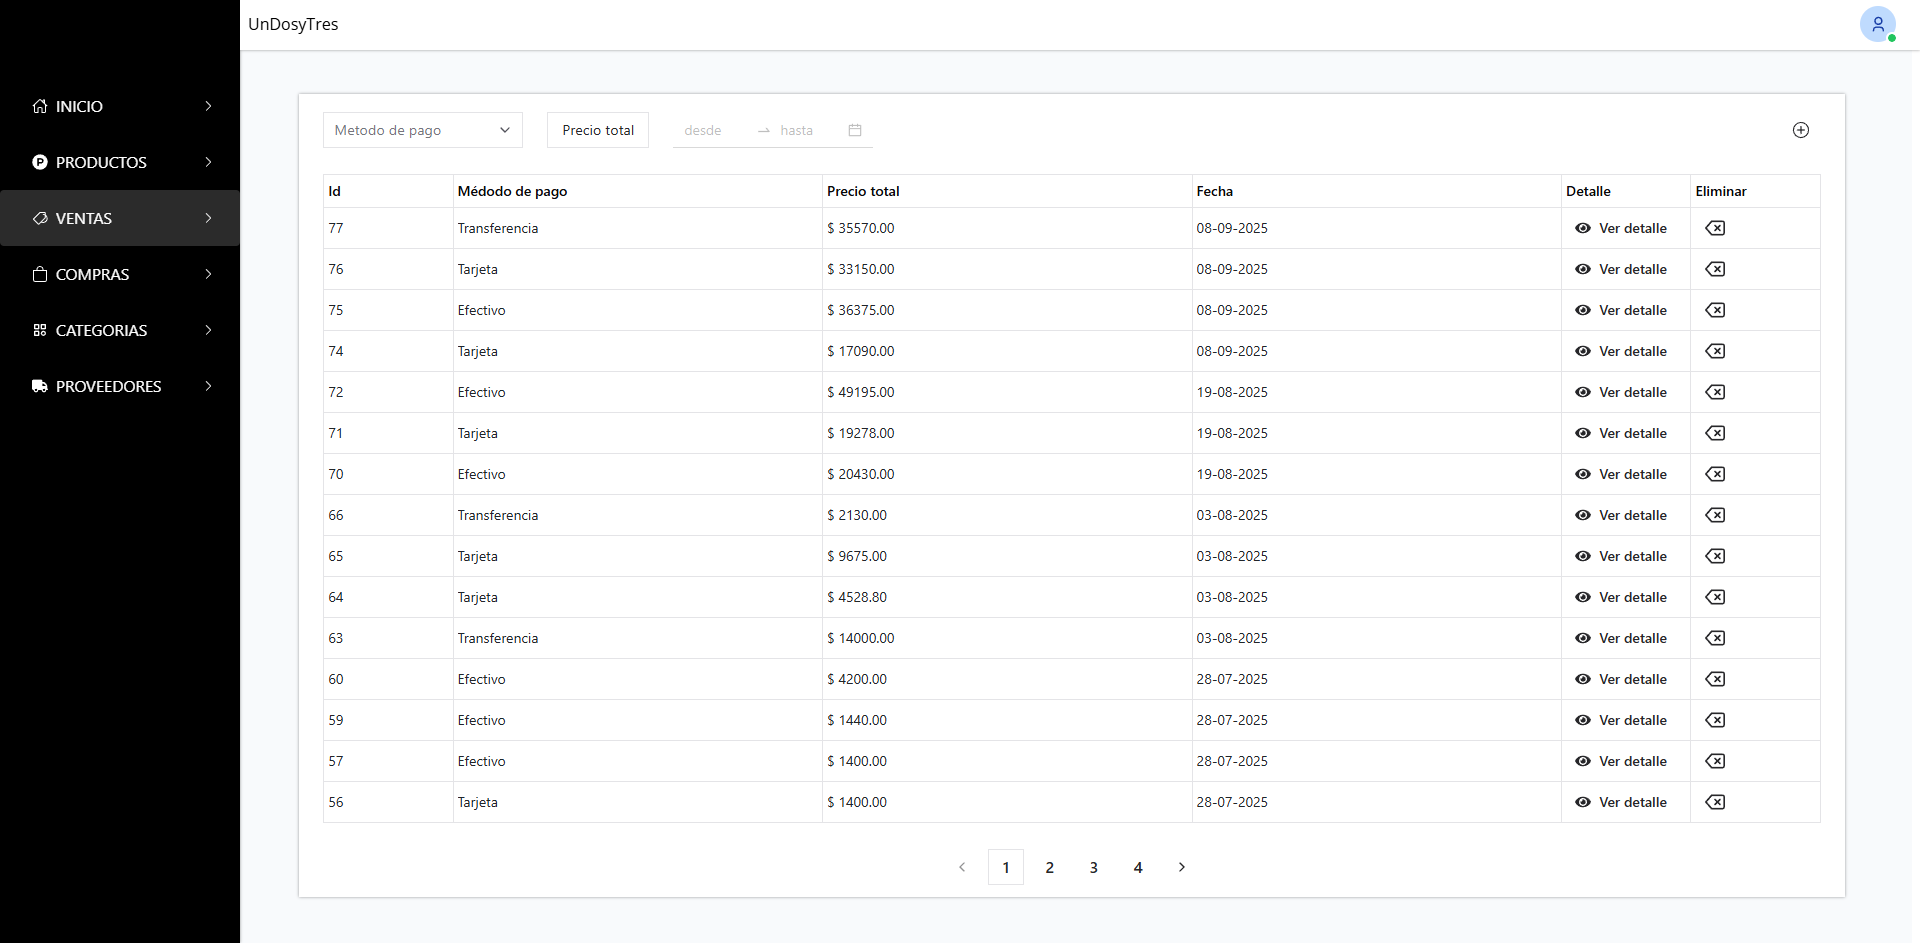 UnDosyTres
INICIO
PRODUCTOS
VENTAS
COMPRAS
CATEGORIAS
PROVEEDORES
Metodo de pago Precio total desde hasta
Id Médodo de pago Precio total Fecha Detalle Eliminar
77 Transferencia $ 35570.00 08-09-2025 Ver detalle
76 Tarjeta $ 33150.00 08-09-2025 Ver detalle
75 Efectivo $ 36375.00 08-09-2025 Ver detalle
74 Tarjeta $ 17090.00 08-09-2025 Ver detalle
72 Efectivo $ 49195.00 19-08-2025 Ver detalle
71 Tarjeta $ 19278.00 19-08-2025 Ver detalle
70 Efectivo $ 20430.00 19-08-2025 Ver detalle
66 Transferencia $ 2130.00 03-08-2025 Ver detalle
65 Tarjeta $ 9675.00 03-08-2025 Ver detalle
64 Tarjeta $ 4528.80 03-08-2025 Ver detalle
63 Transferencia $ 14000.00 03-08-2025 Ver detalle
60 Efectivo $ 4200.00 28-07-2025 Ver detalle
59 Efectivo $ 1440.00 28-07-2025 Ver detalle
57 Efectivo $ 1400.00 28-07-2025 Ver detalle
56 Tarjeta $ 1400.00 28-07-2025 Ver detalle
1 2 3 4